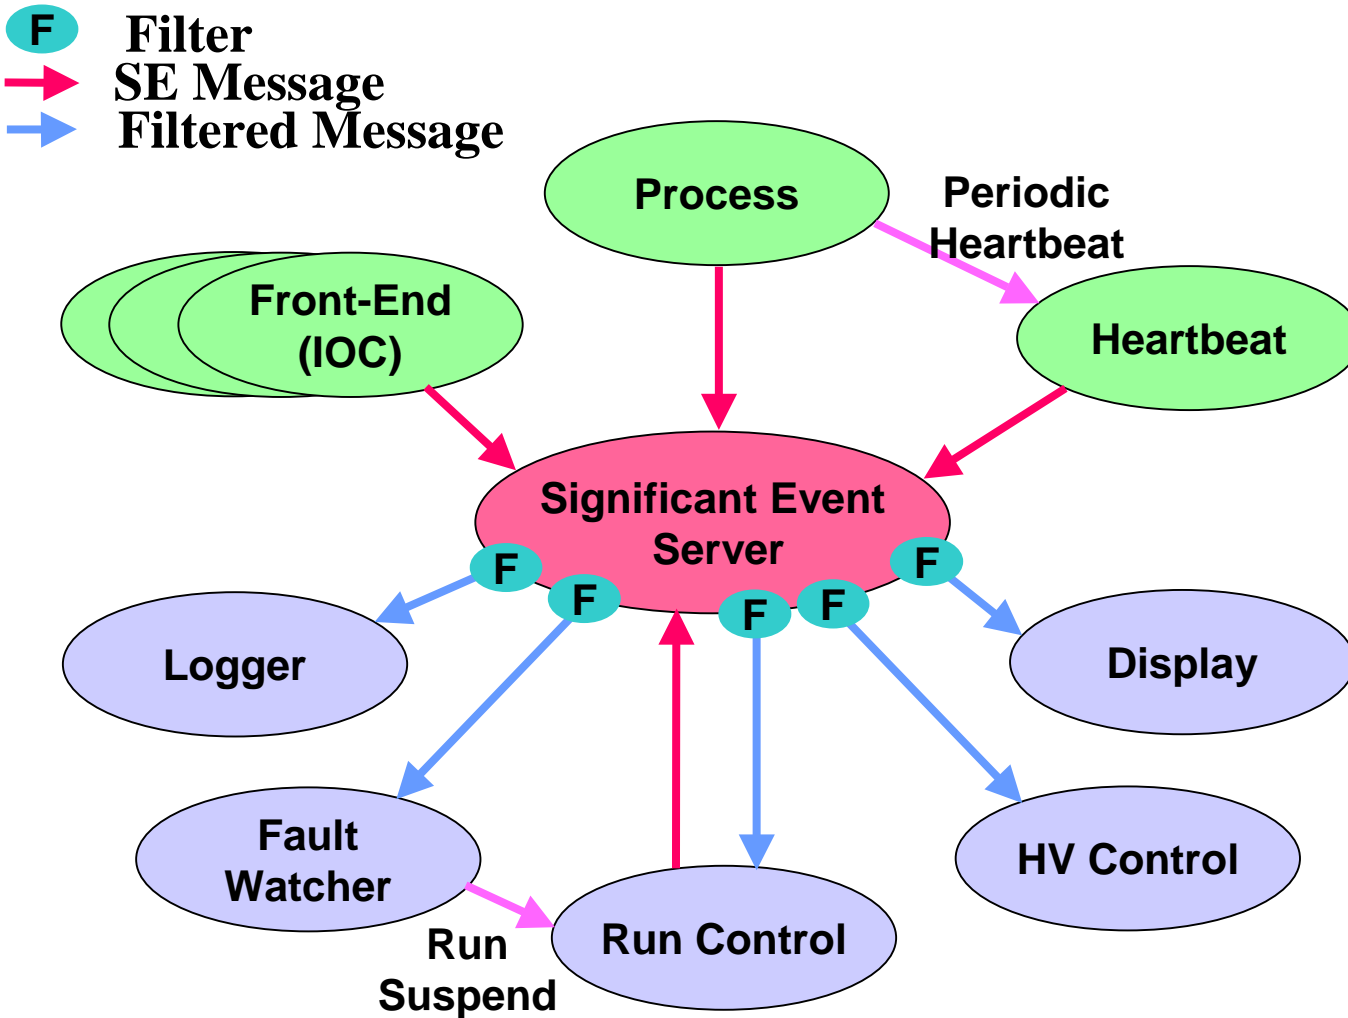 F Filter
SE Message
Filtered Message
Process
Periodic
Heartbeat
Front-End
(IOC)
Heartbeat
Significant Event
Server
F
F
F
F
F
Logger
Display
Fault
Watcher
HV Control
Run Control
Run
Suspend